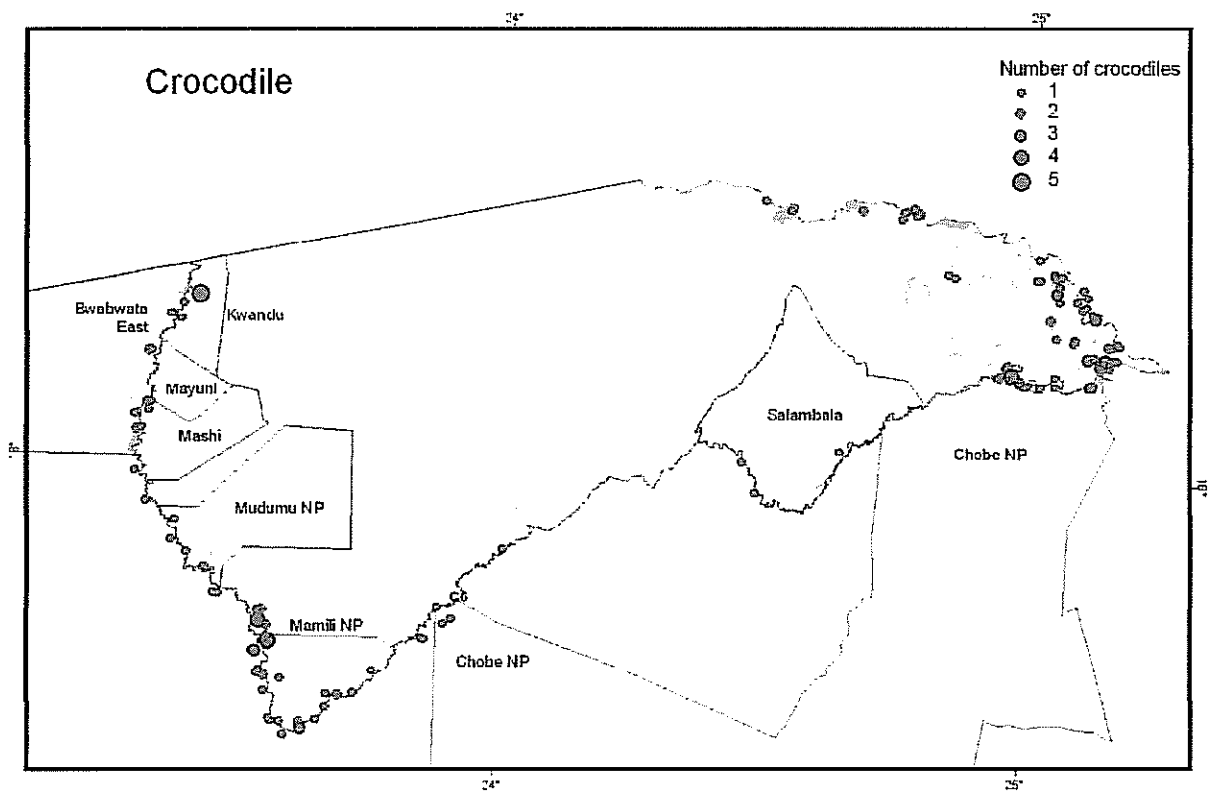 24°
25°
Crocodile
Number of crocodiles
1
2
3
4
5
Bwabwata
East
Kwandu
Mayuni
Mashi
Salambala
Chobe NP
Mudumu NP
Mamili NP
Chobe NP
24°
25°